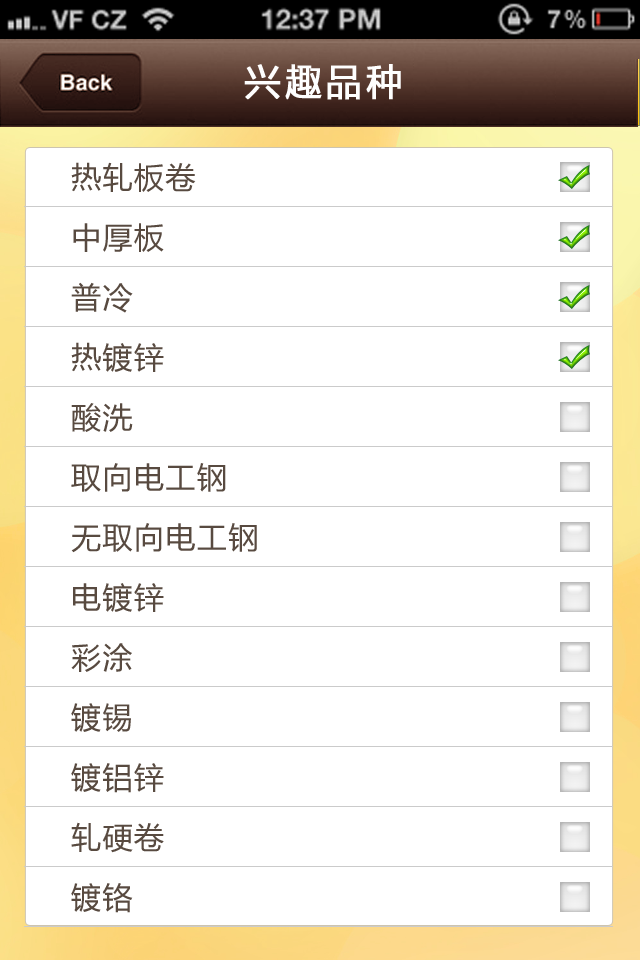 VF CZ 12:37 PM 7%
Back 兴趣品种
热轧板卷
中厚板
普冷
热镀锌
酸洗
取向电工钢
无取向电工钢
电镀锌
彩涂
镀锡
镀铝锌
轧硬卷
镀铬